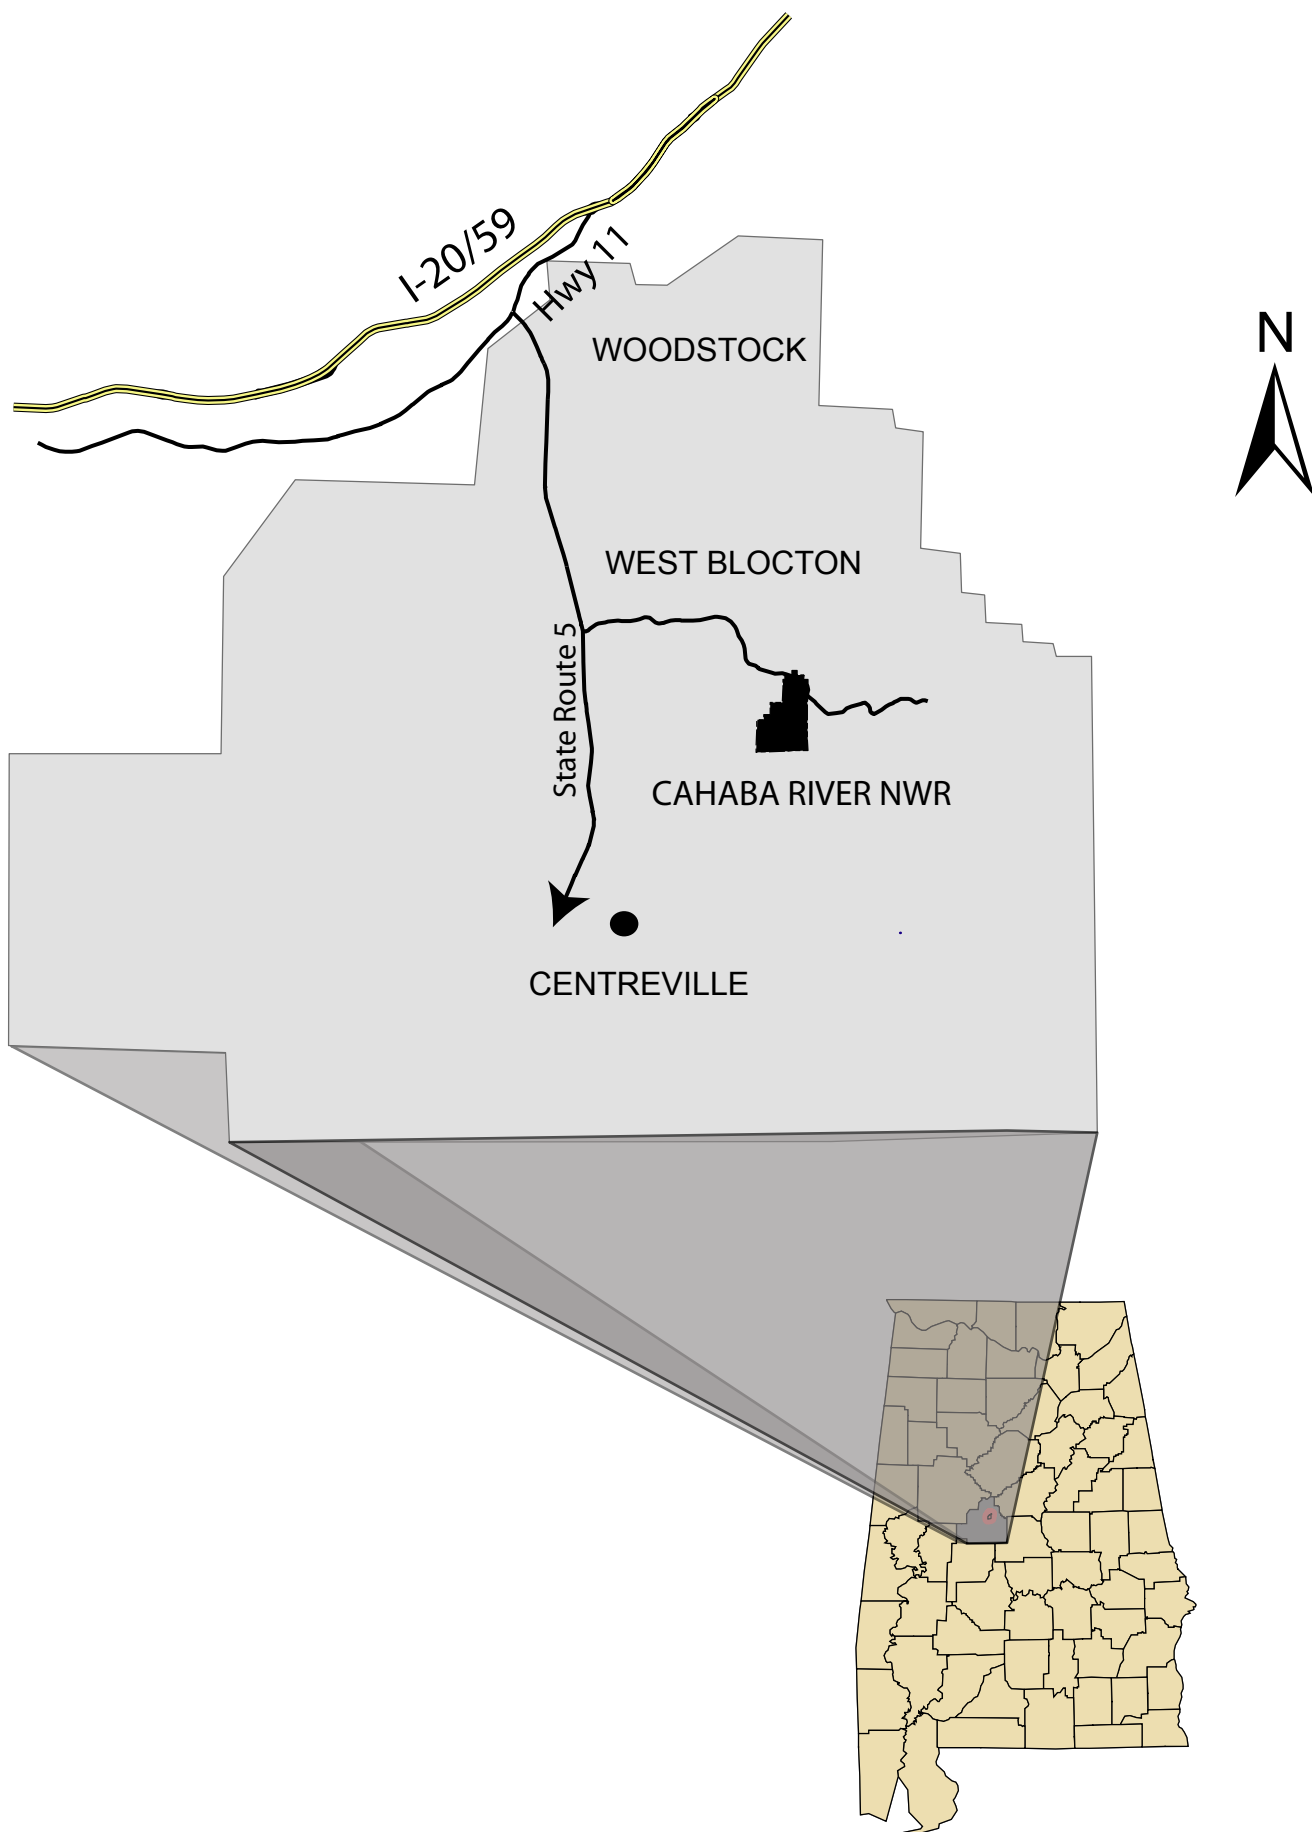 I-20/59
Hwy 11
WOODSTOCK
N
WEST BLOCTON
State Route 5
CAHABA RIVER NWR
CENTREVILLE